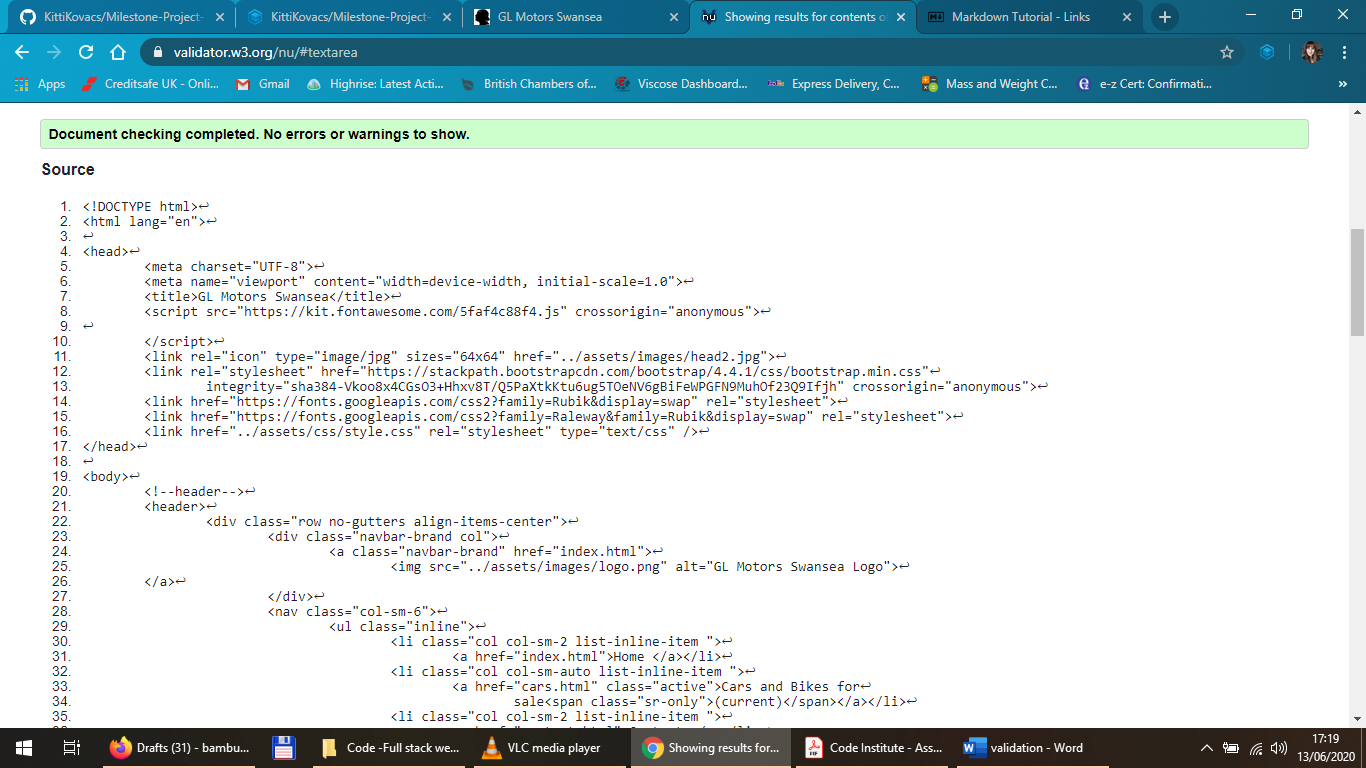 KittiKovacs/Milestone-Project-
KittiKovacs/Milestone-Project-
GL Motors Swansea
Showing results for contents o
Markdown Tutorial - Links
validator.w3.org/nu/#textarea
Apps
Creditsafe UK - Onli...
Gmail
Highrise: Latest Acti...
British Chambers of...
Viscose Dashboard...
Express Delivery, C...
Mass and Weight C...
e-z Cert: Confirmati...
»
Document checking completed. No errors or warnings to show.
Source
1. <!DOCTYPE html>↩
2. <html lang="en">↩
3. ↩
4. <head>↩
5. <meta charset="UTF-8">↩
6. <meta name="viewport" content="width=device-width, initial-scale=1.0">↩
7. <title>GL Motors Swansea</title>↩
8. <script src="https://kit.fontawesome.com/5faf4c88f4.js" crossorigin="anonymous">↩
9. ↩
10. </script>↩
11. <link rel="icon" type="image/jpg" sizes="64x64" href="../assets/images/head2.jpg">↩
12. <link rel="stylesheet" href="https://stackpath.bootstrapcdn.com/bootstrap/4.4.1/css/bootstrap.min.css"↩
13. integrity="sha384-Vkoo8x4CGsO3+Hhxv8T/Q5PaXtkKtu6ug5TOeNV6gBiFeWPGFN9MuhOf23Q9Ifjh" crossorigin="anonymous">↩
14. <link href="https://fonts.googleapis.com/css2?family=Rubik&display=swap" rel="stylesheet">↩
15. <link href="https://fonts.googleapis.com/css2?family=Raleway&family=Rubik&display=swap" rel="stylesheet">↩
16. <link href="../assets/css/style.css" rel="stylesheet" type="text/css" />↩
17. </head>↩
18. ↩
19. <body>↩
20. <!--header-->↩
21. <header>↩
22. <div class="row no-gutters align-items-center">↩
23. <div class="navbar-brand col">↩
24. <a class="navbar-brand" href="index.html">↩
25. <img src="../assets/images/logo.png" alt="GL Motors Swansea Logo">↩
26. </a>↩
27. </div>↩
28. <nav class="col-sm-6">↩
29. <ul class="inline">↩
30. <li class="col col-sm-2 list-inline-item ">↩
31. <a href="index.html">Home </a></li>↩
32. <li class="col col-sm-auto list-inline-item ">↩
33. <a href="cars.html" class="active">Cars and Bikes for↩
34. sale<span class="sr-only">(current)</span></a></li>↩
35. <li class="col col-sm-2 list-inline-item ">↩
Drafts (31) - bambu...
Code -Full stack we...
VLC media player
Showing results for...
Code Institute - Ass...
validation - Word
17:19
13/06/2020